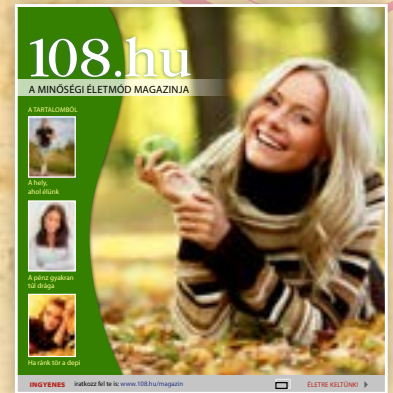 108.hu
A MINŐSÉGI ÉLETMÓD MAGAZINJA
A TARTALOMBÓL
A hely,
ahol élünk
A pénz gyakran
túl drága
Ha ránk tör a depi
INGYENES iratkozz fel te is: www.108.hu/magazin ÉLETRE KELTÜNK!